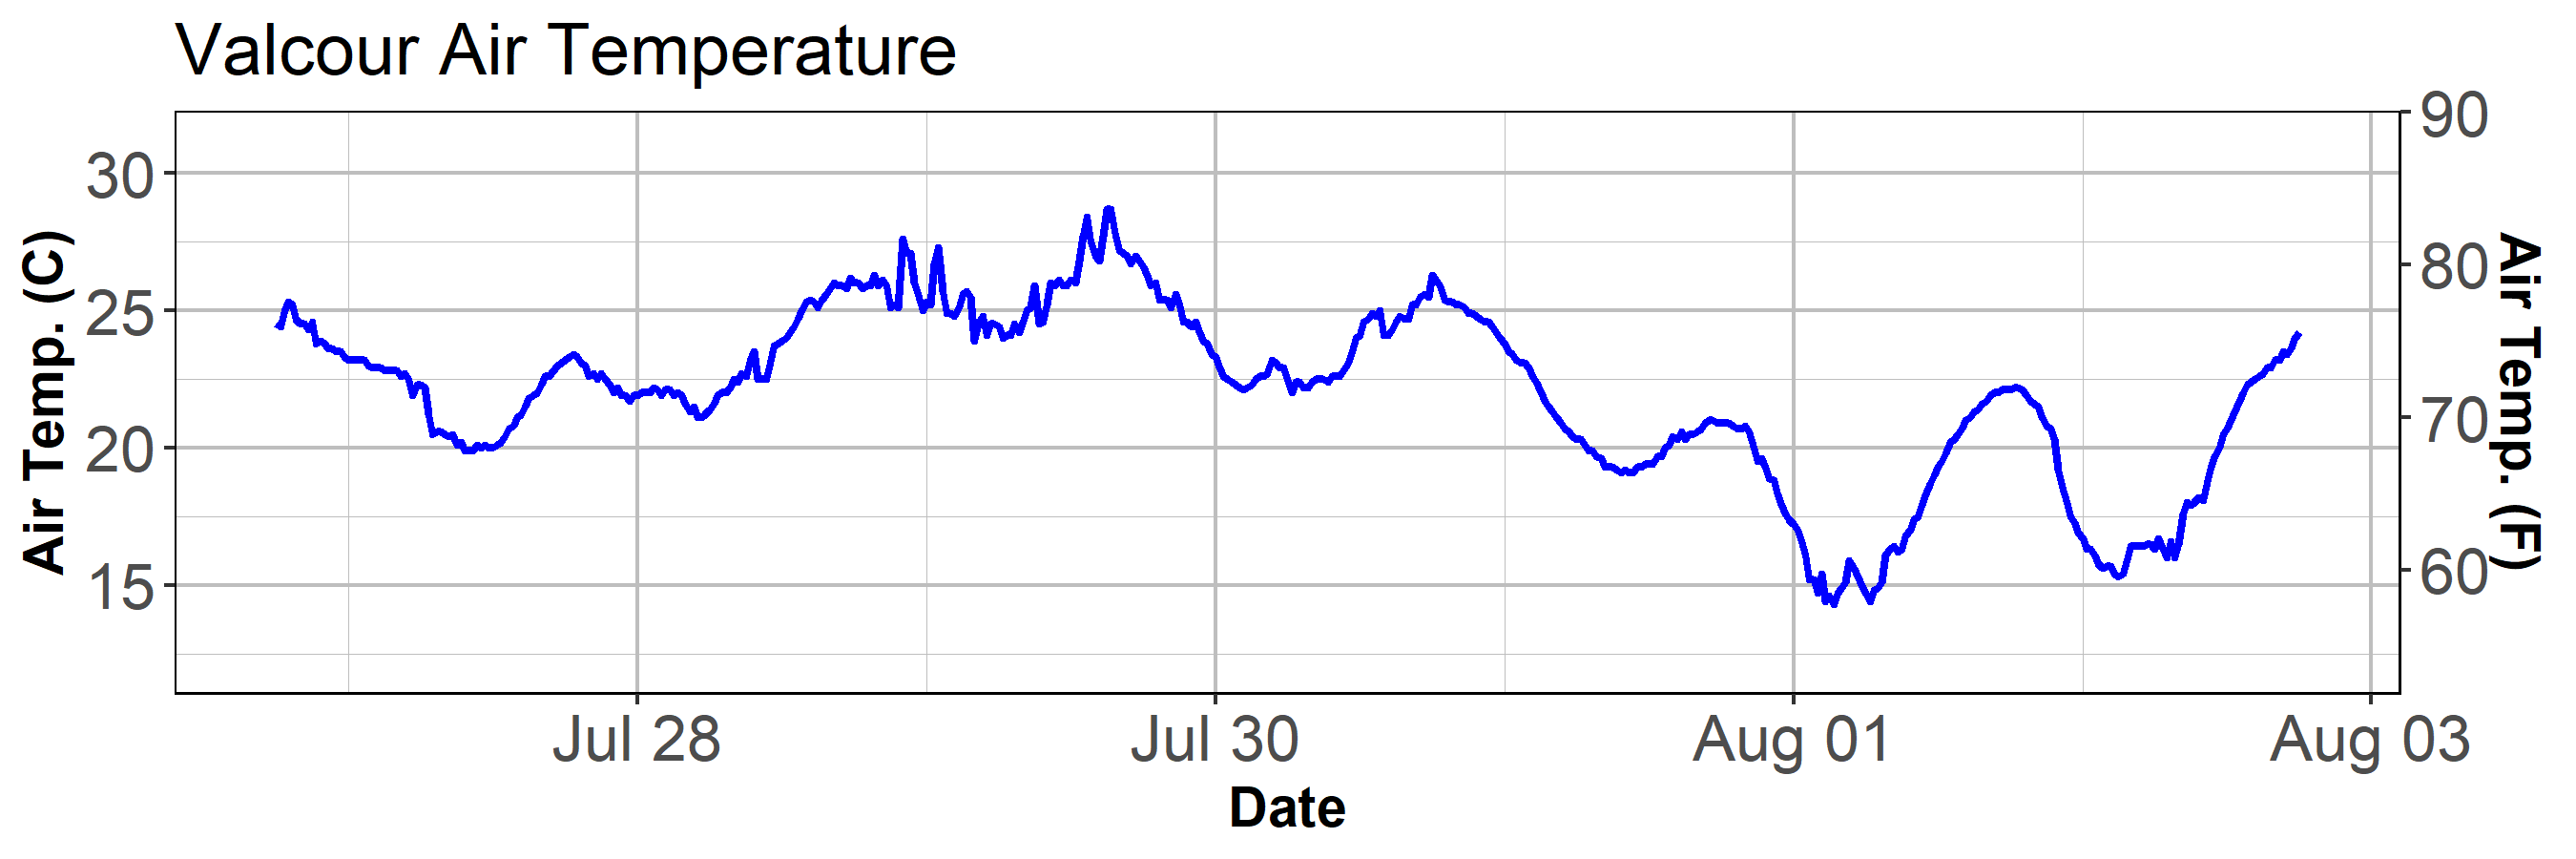 Valcour Air Temperature
Air Temp. (C)
30
25
20
15
90
80
70
60
Air Temp. (F)
Jul 28
Jul 30
Aug 01
Aug 03
Date